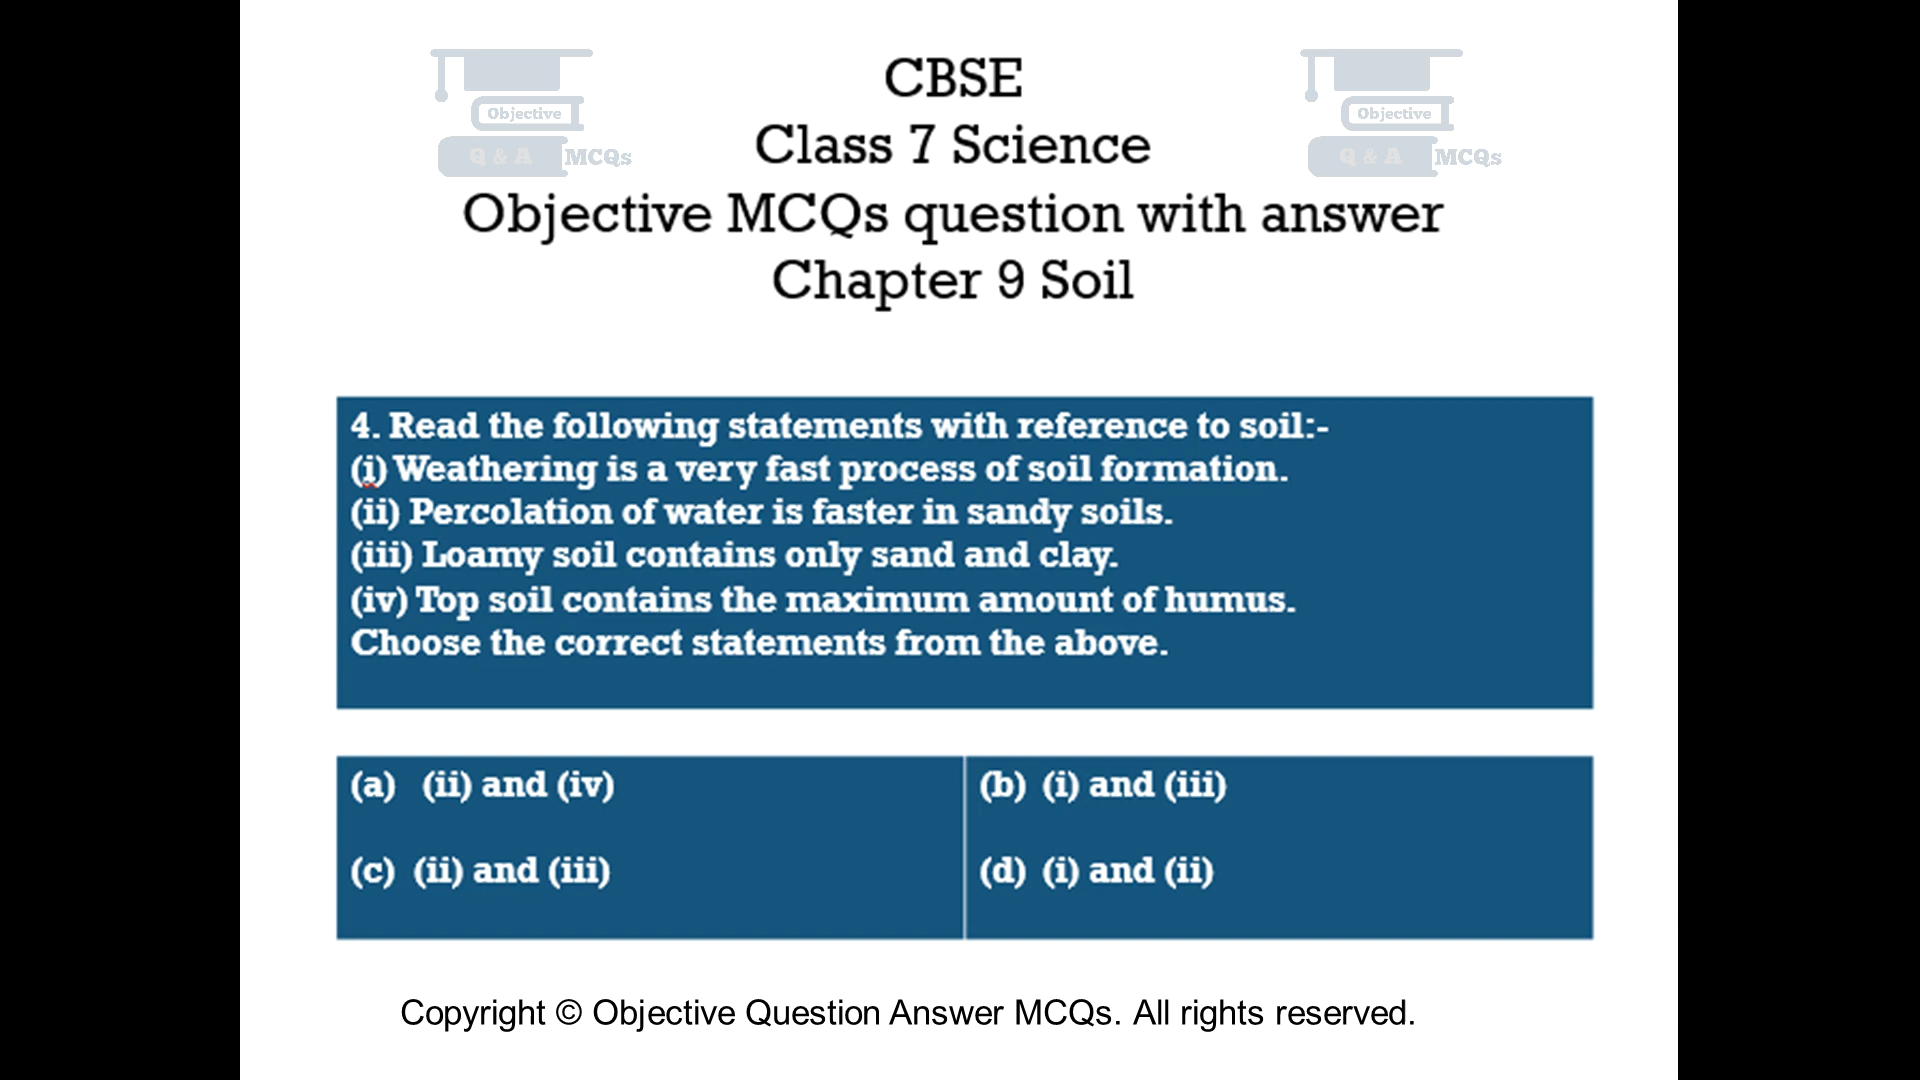 Objective
Q & A MCQs
Objective
Q & A MCQs
CBSE
Class 7 Science
Objective MCQs question with answer
Chapter 9 Soil
4. Read the following statements with reference to soil:-
(i) Weathering is a very fast process of soil formation.
(ii) Percolation of water is faster in sandy soils.
(iii) Loamy soil contains only sand and clay.
(iv) Top soil contains the maximum amount of humus.
Choose the correct statements from the above.
(a) (ii) and (iv)
(b) (i) and (iii)
(c) (ii) and (iii)
(d) (i) and (ii)
Copyright © Objective Question Answer MCQs. All rights reserved.